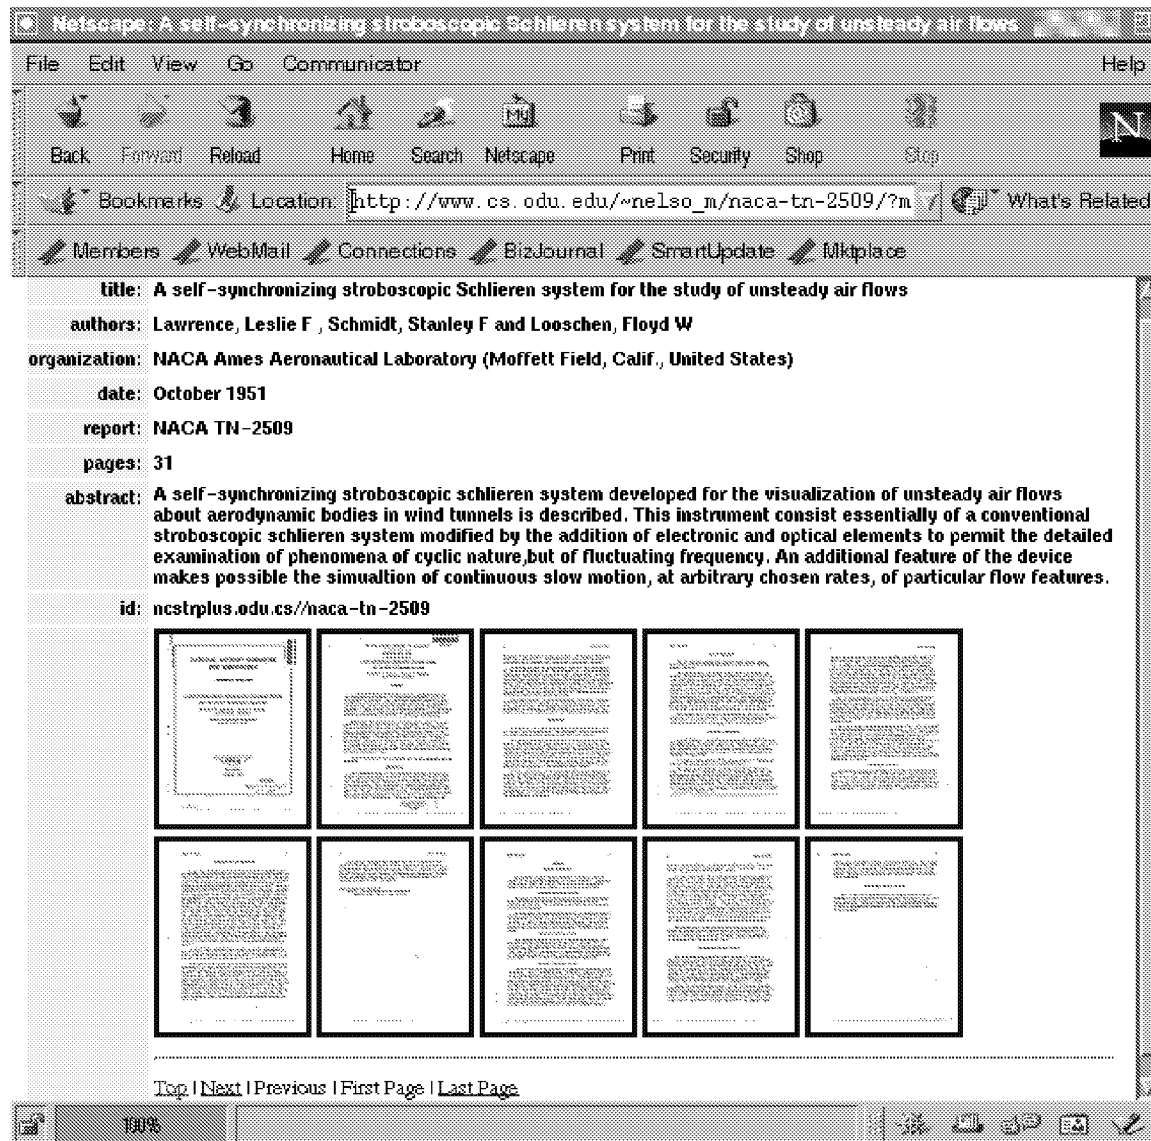 Netscape: A self-synchronizing stroboscopic Schlieren system for the study of unsteady air flows
File Edit View Go Communicator Help
Back Forward Reload Home Search Netscape Print Security Shop Stop
Bookmarks Location: http://www.cs.odu.edu/~nelso_m/naca-tn-2509/?m What's Related
Members WebMail Connections BizJournal SmartUpdate Mktplace
title: A self-synchronizing stroboscopic Schlieren system for the study of unsteady air flows
authors: Lawrence, Leslie F , Schmidt, Stanley F and Looschen, Floyd W
organization: NACA Ames Aeronautical Laboratory (Moffett Field, Calif., United States)
date: October 1951
report: NACA TN-2509
pages: 31
abstract: A self-synchronizing stroboscopic schlieren system developed for the visualization of unsteady air flows
about aerodynamic bodies in wind tunnels is described. This instrument consist essentially of a conventional
stroboscopic schlieren system modified by the addition of electronic and optical elements to permit the detailed
examination of phenomena of cyclic nature,but of fluctuating frequency. An additional feature of the device
makes possible the simualtion of continuous slow motion, at arbitrary chosen rates, of particular flow features.
id: ncstrplus.odu.cs//naca-tn-2509
Top | Next | Previous | First Page | Last Page
100%